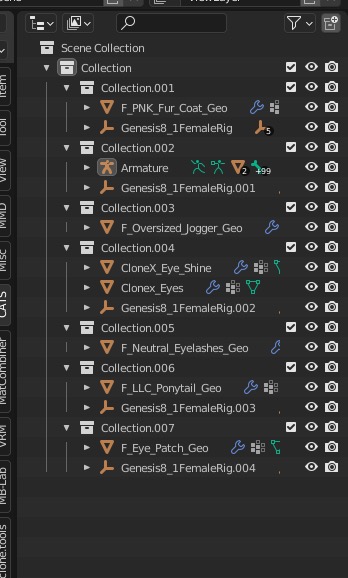 Scene Collection
Collection
Collection.001
F_PNK_Fur_Coat_Geo
Genesis8_1FemaleRig
5
Collection.002
Armature
2
+99
Genesis8_1FemaleRig.001
Collection.003
F_Oversized_Jogger_Geo
Collection.004
CloneX_Eye_Shine
Clonex_Eyes
Genesis8_1FemaleRig.002
Collection.005
F_Neutral_Eyelashes_Geo
Collection.006
F_LLC_Ponytail_Geo
Genesis8_1FemaleRig.003
Collection.007
F_Eye_Patch_Geo
Genesis8_1FemaleRig.004
Item
Tool
View
MMD
Misc
CATS
MatCombiner
VRM
MB-Lab
clone.tools